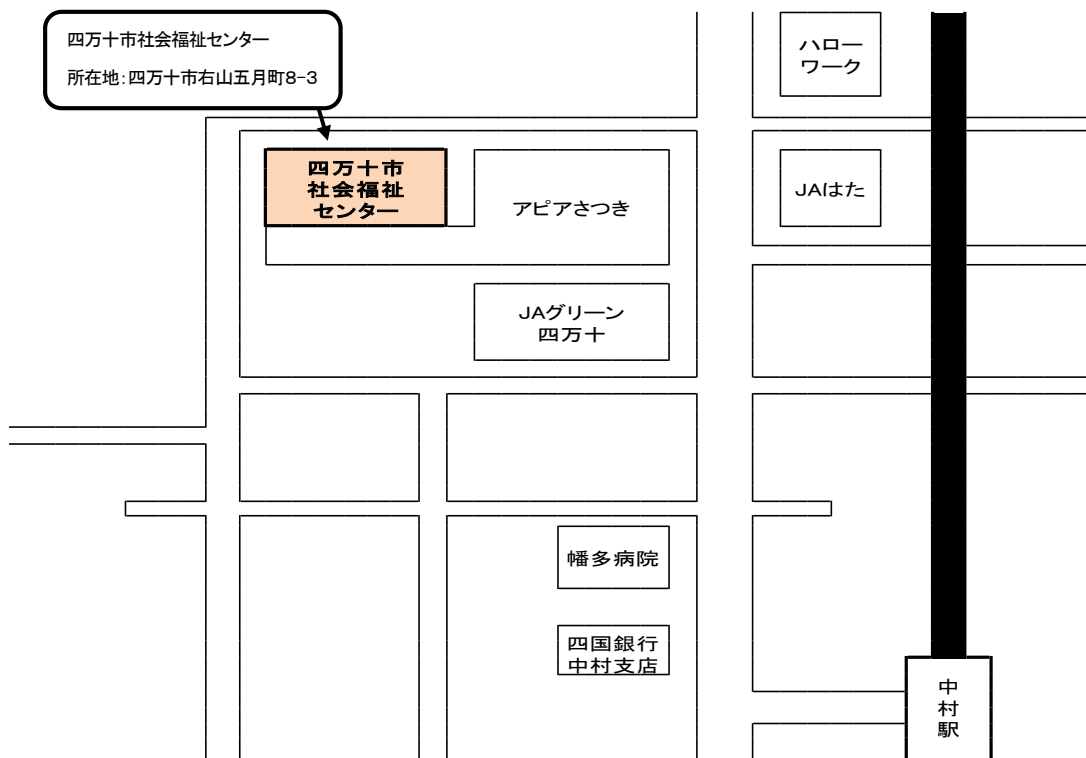 四万十市社会福祉センター
所在地:四万十市右山五月町8-3
ハロー
ワーク
四万十市
社会福祉
センター
アピアさつき
JAはた
JAグリーン
四万十
幡多病院
四国銀行
中村支店
中
村
駅